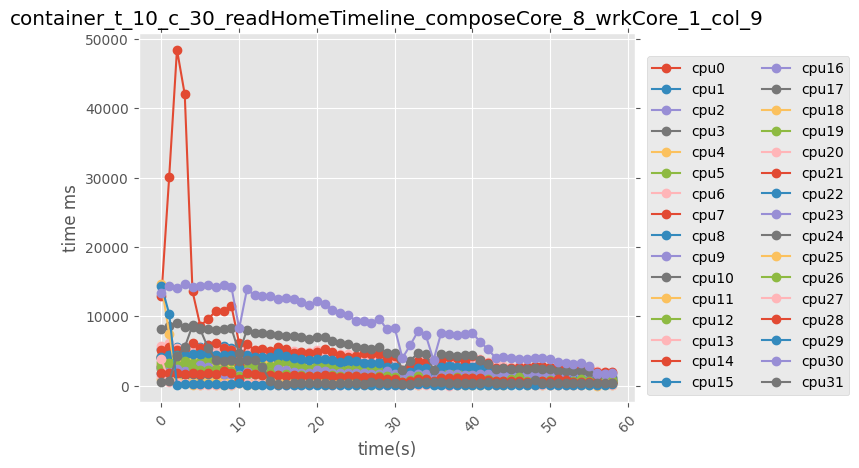 container_t_10_c_30_readHomeTimeline_composeCore_8_wrkCore_1_col_9
50000
40000
30000
20000
10000
0
time ms
0
10
20
30
40
50
60
time(s)
cpu0
cpu1
cpu2
cpu3
cpu4
cpu5
cpu6
cpu7
cpu8
cpu9
cpu10
cpu11
cpu12
cpu13
cpu14
cpu15
cpu16
cpu17
cpu18
cpu19
cpu20
cpu21
cpu22
cpu23
cpu24
cpu25
cpu26
cpu27
cpu28
cpu29
cpu30
cpu31